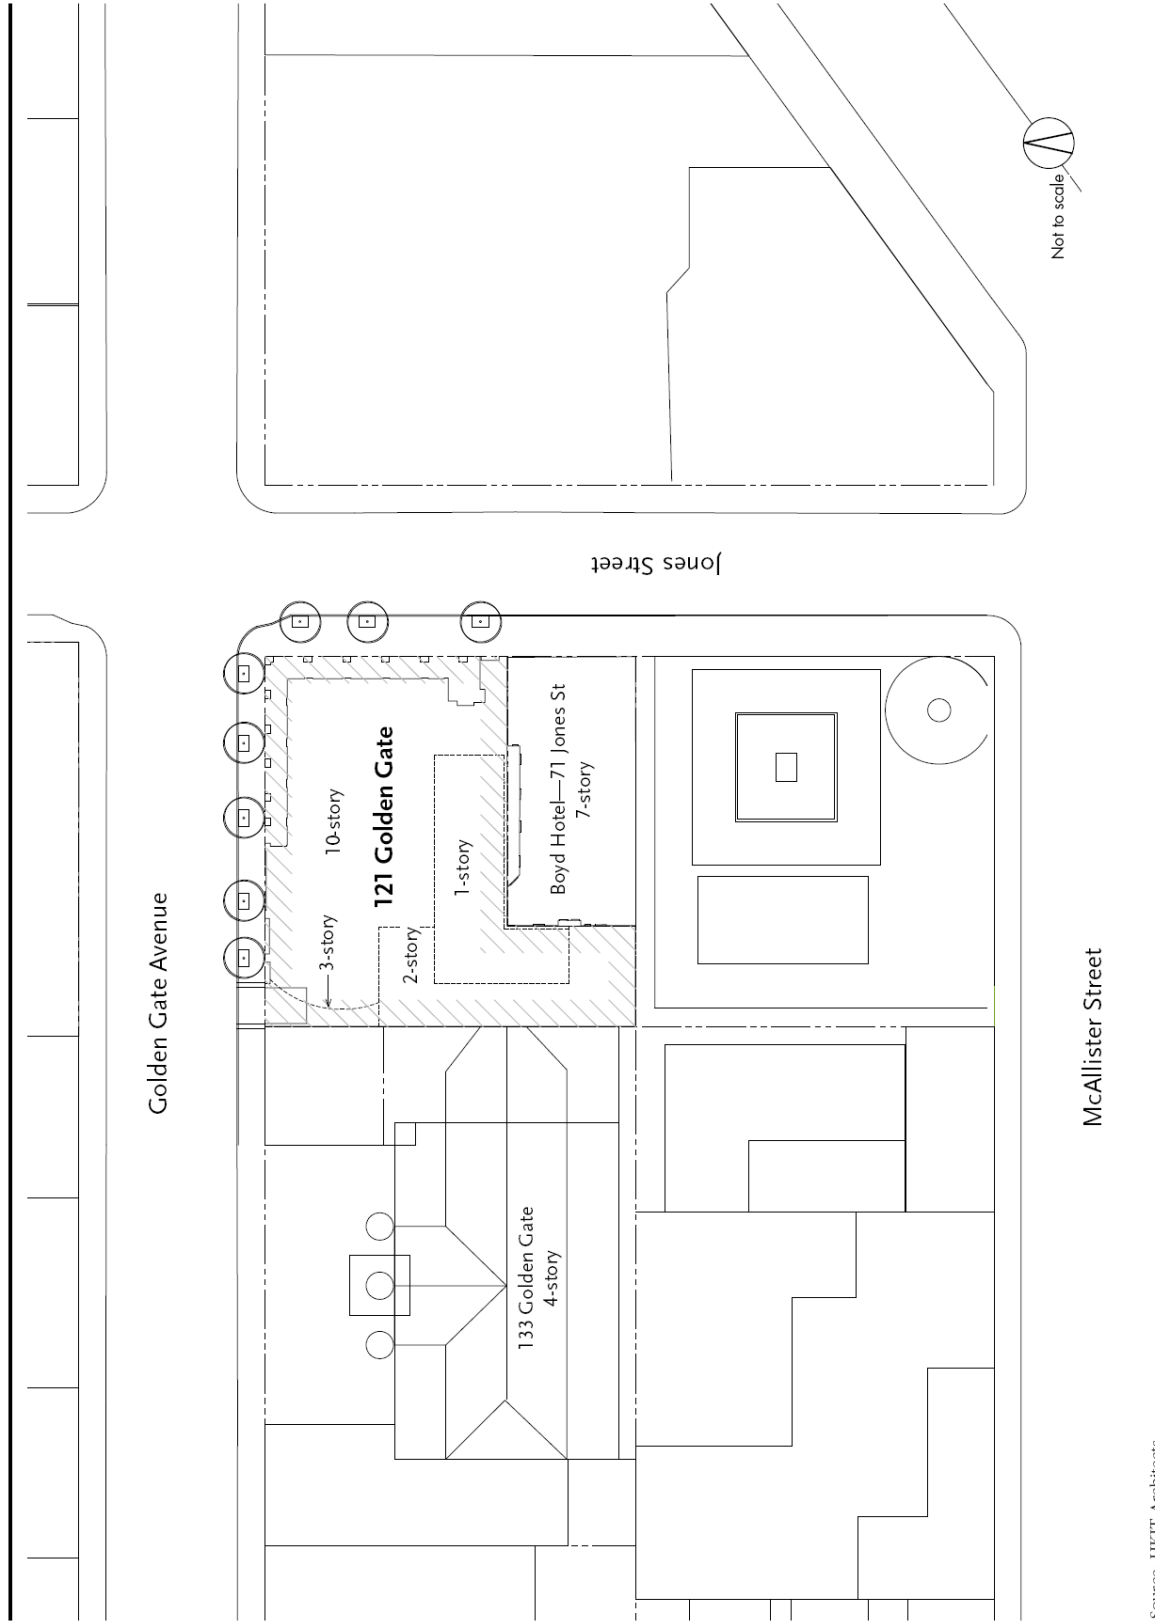 Golden Gate Avenue
3-story
10-story
121 Golden Gate
2-story
1-story
Boyd Hotel—71 Jones St
7-story
Jones Street
133 Golden Gate
4-story
McAllister Street
Not to scale